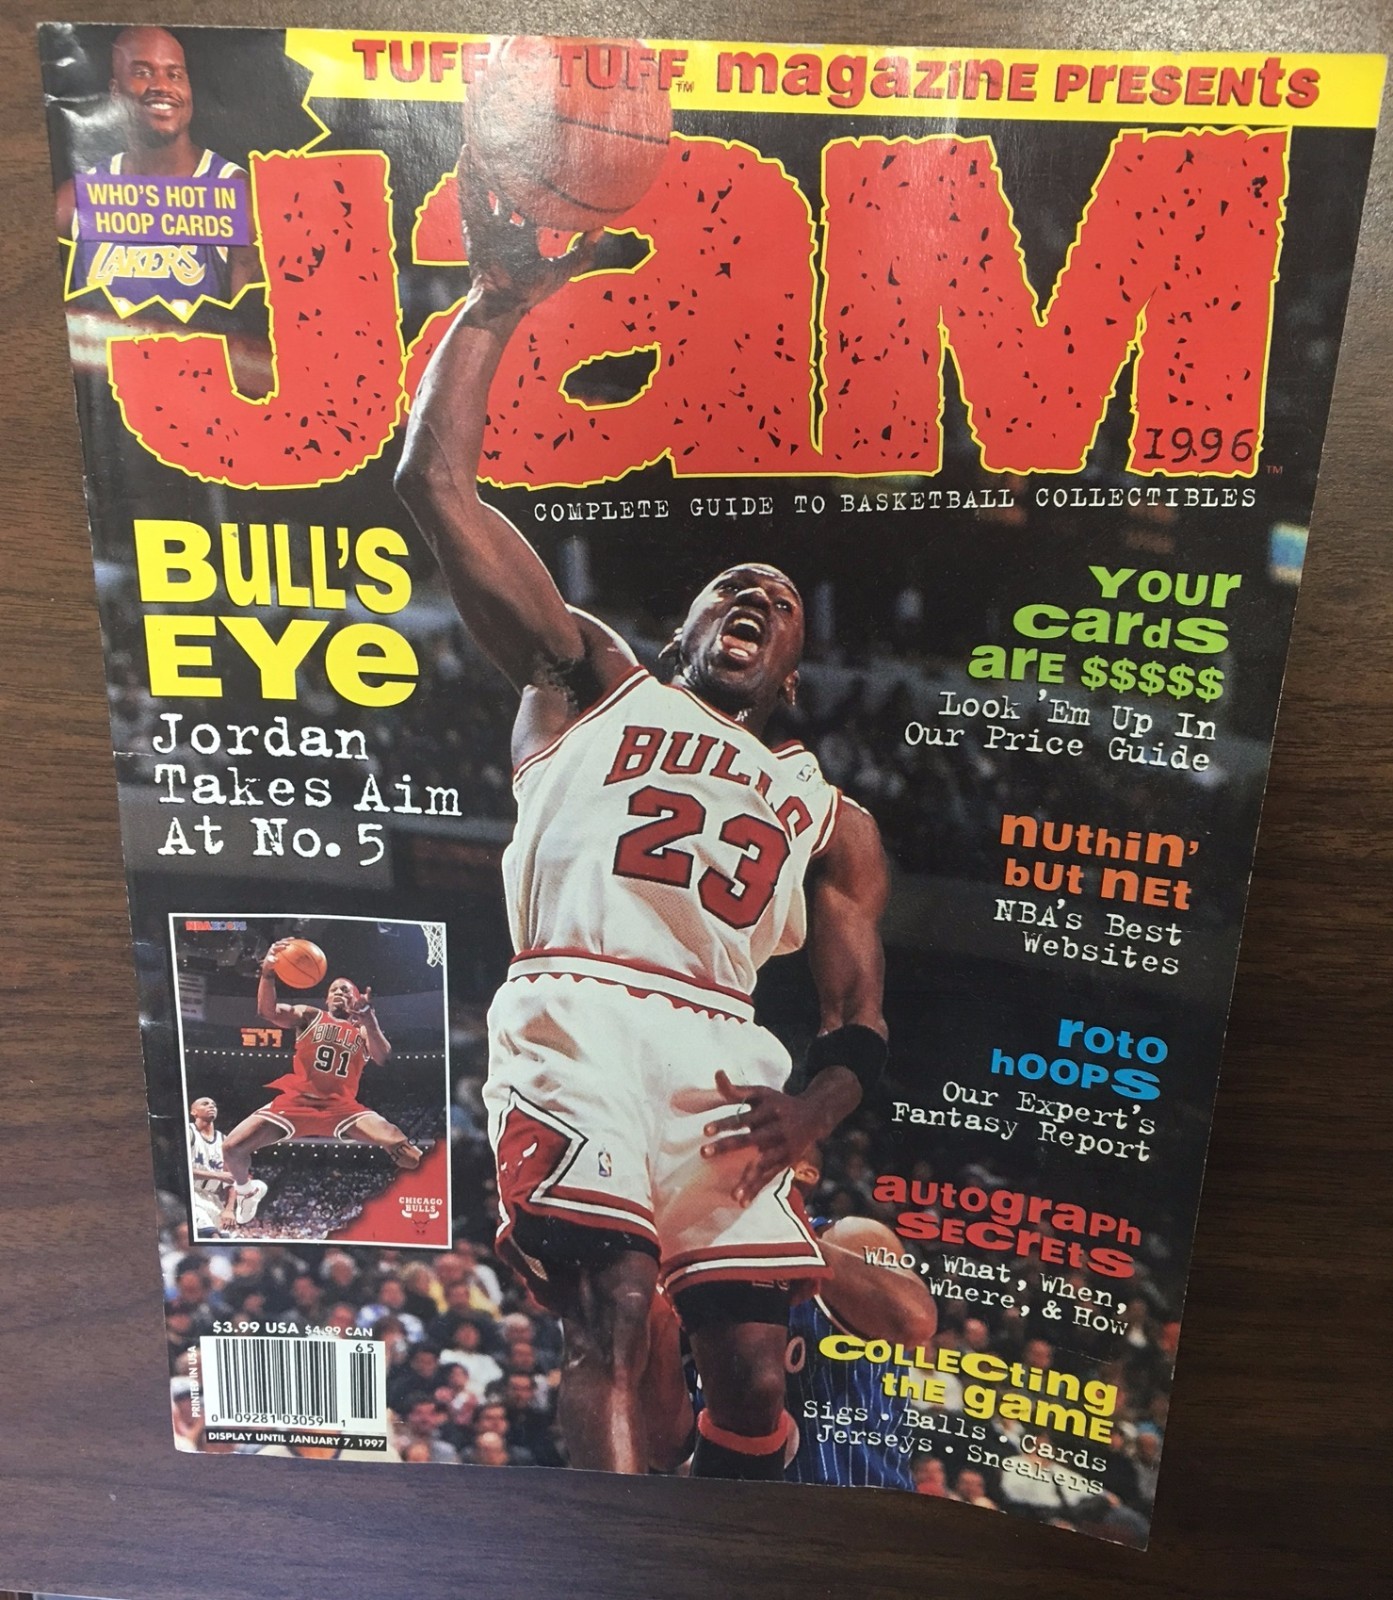 TUFF STUFF™ magazine PRESENts
WHO'S HOT IN
HOOP CARDS
LAKERS
Jam
1996
TM
COMPLETE GUIDE TO BASKETBALL COLLECTIBLES
BULL'S
EYe
Jordan
Takes Aim
At No. 5
Your
cards
are $$$$$
Look 'Em Up In
Our Price Guide
BULLS
23
nuthin'
but nEt
NBA's Best
Websites
NBA HOOPS
BULLS
91
CHICAGO
BULLS
roto
hoops
Our Expert's
Fantasy Report
autograph
secrets
Who, What, When,
Where, & How
COLLECting
thE gamE
Sigs • Balls • Cards
Jerseys • Sneakers
$3.99 USA $4.99 CAN
PRINTED IN USA
65
0 09281 03059 1
DISPLAY UNTIL JANUARY 7, 1997